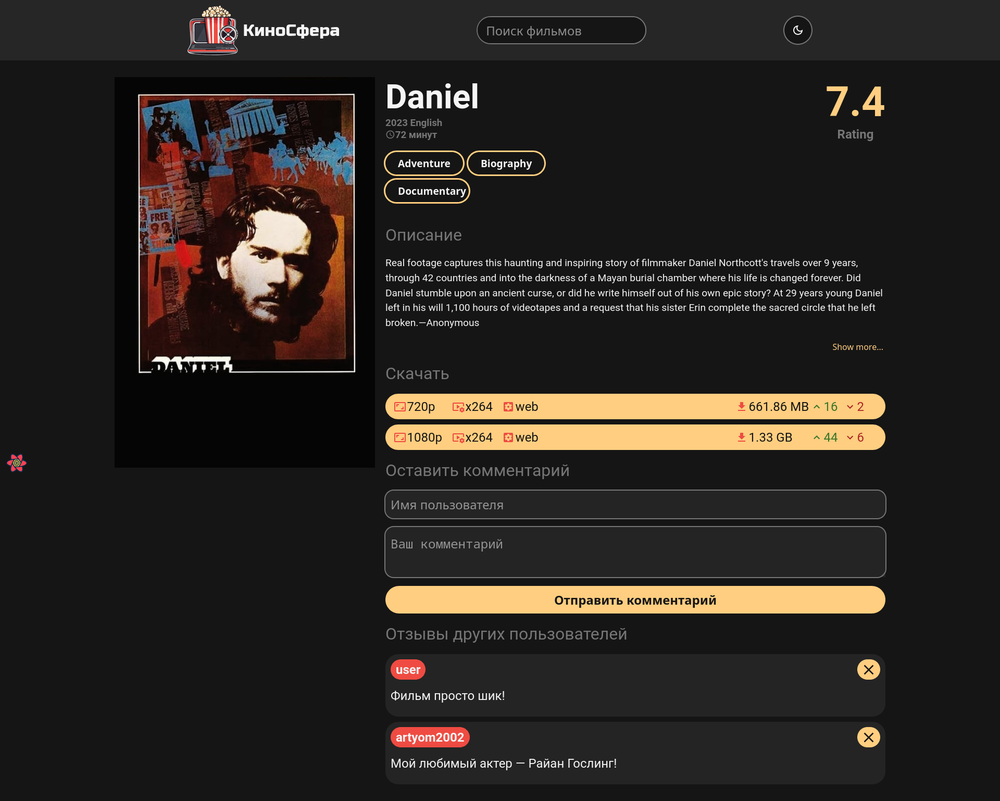 КиноСфера
Поиск фильмов
FREE
FREE
DANIEL
Daniel
7.4
2023 English
Rating
72 минут
Adventure
Biography
Documentary
Описание
Real footage captures this haunting and inspiring story of filmmaker Daniel Northcott's travels over 9 years,
through 42 countries and into the darkness of a Mayan burial chamber where his life is changed forever. Did
Daniel stumble upon an ancient curse, or did he write himself out of his own epic story? At 29 years young Daniel
left in his will 1,100 hours of videotapes and a request that his sister Erin complete the sacred circle that he left
broken.—Anonymous
Show more...
Скачать
720p x264 web 661.86 MB 16 2
1080p x264 web 1.33 GB 44 6
Оставить комментарий
Имя пользователя
Ваш комментарий
Отправить комментарий
Отзывы других пользователей
user
Фильм просто шик!
artyom2002
Мой любимый актер — Райан Гослинг!